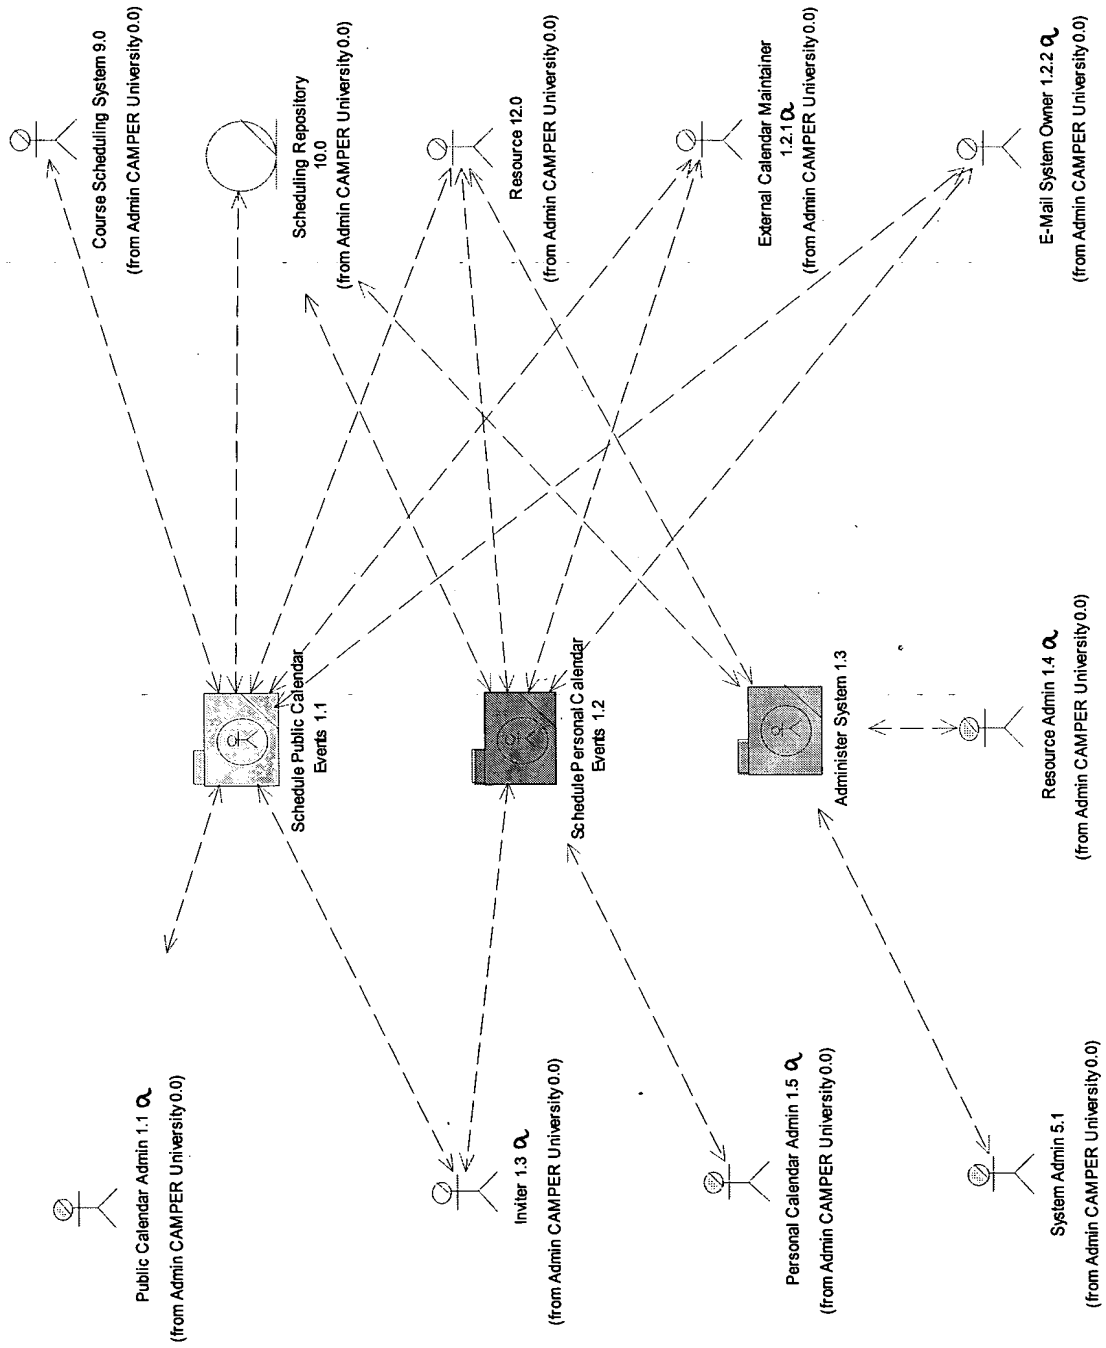 Public Calendar Admin 1.1 a
(from Admin CAMPER University 0.0)
Inviter 1.3 a
(from Admin CAMPER University 0.0)
Personal Calendar Admin 1.5 a
(from Admin CAMPER University 0.0)
System Admin 5.1
(from Admin CAMPER University 0.0)
Schedule Public Calendar
Events 1.1
Schedule Personal Calendar
Events 1.2
Administer System 1.3
Resource Admin 1.4 a
(from Admin CAMPER University 0.0)
Course Scheduling System 9.0
(from Admin CAMPER University 0.0)
Scheduling Repository
10.0
(from Admin CAMPER University 0.0)
Resource 12.0
(from Admin CAMPER University 0.0)
External Calendar Maintainer
1.2.1 a
(from Admin CAMPER University 0.0)
E-Mail System Owner 1.2.2 a
(from Admin CAMPER University 0.0)